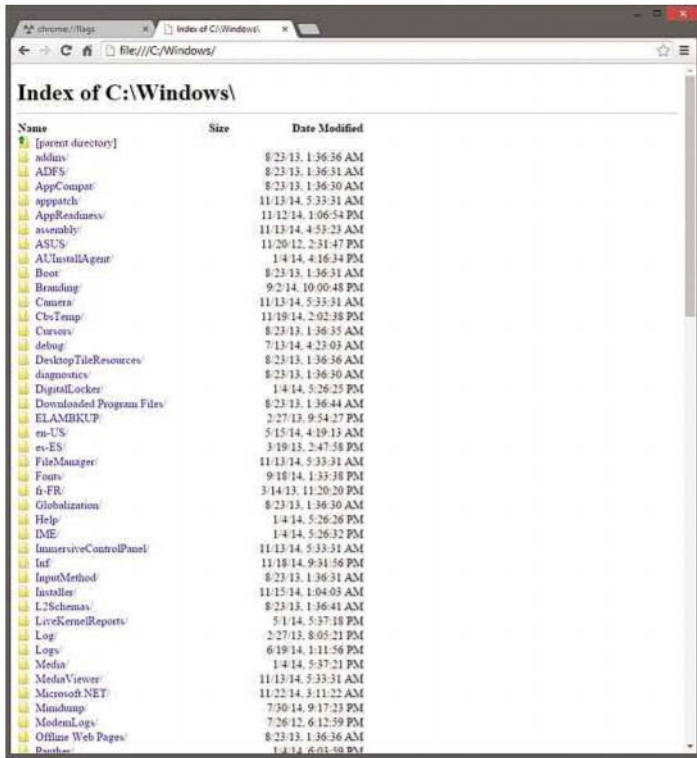 chrome://flags
Index of C:\Windows\
file:///C:/Windows/
Index of C:\Windows\
Name Size Date Modified
[parent directory]
addins/ 8/23/13, 1:36:36 AM
ADFS/ 8/23/13, 1:36:31 AM
AppCompat/ 8/23/13, 1:36:30 AM
apppatch/ 11/13/14, 5:33:31 AM
AppReadiness/ 11/12/14, 1:06:54 PM
assembly/ 11/13/14, 4:53:23 AM
ASUS/ 11/20/12, 2:31:47 PM
AUInstallAgent/ 1/4/14, 4:16:34 PM
Boot/ 8/23/13, 1:36:31 AM
Branding/ 9/2/14, 10:00:48 PM
Camera/ 11/13/14, 5:33:31 AM
CbsTemp/ 11/19/14, 2:02:38 PM
Cursors/ 8/23/13, 1:36:35 AM
debug/ 7/13/14, 4:23:03 AM
DesktopTileResources/ 8/23/13, 1:36:36 AM
diagnostics/ 8/23/13, 1:36:30 AM
DigitalLocker/ 1/4/14, 5:26:25 PM
Downloaded Program Files/ 8/23/13, 1:36:44 AM
ELAMBKUP/ 2/27/13, 9:54:27 PM
en-US/ 5/15/14, 4:19:13 AM
es-ES/ 3/19/13, 2:47:58 PM
FileManager/ 11/13/14, 5:33:31 AM
Fonts/ 9/18/14, 1:33:38 PM
fr-FR/ 3/14/13, 11:20:20 PM
Globalization/ 8/23/13, 1:36:30 AM
Help/ 1/4/14, 5:26:26 PM
IME/ 1/4/14, 5:26:32 PM
ImmersiveControlPanel/ 11/13/14, 5:33:31 AM
Inf/ 11/18/14, 9:31:56 PM
InputMethod/ 8/23/13, 1:36:31 AM
Installer/ 11/15/14, 1:04:03 AM
L2Schemas/ 8/23/13, 1:36:41 AM
LiveKernelReports/ 5/1/14, 5:37:18 PM
Log/ 2/27/13, 8:05:21 PM
Logs/ 6/19/14, 1:11:56 PM
Media/ 1/4/14, 5:37:21 PM
MediaViewer/ 11/13/14, 5:33:31 AM
Microsoft.NET/ 11/22/14, 3:11:22 AM
Minidump/ 7/30/14, 9:17:23 PM
ModemLogs/ 7/26/12, 6:12:59 PM
Offline Web Pages/ 8/23/13, 1:36:36 AM
Panther/ 1/4/14, 6:03:59 PM